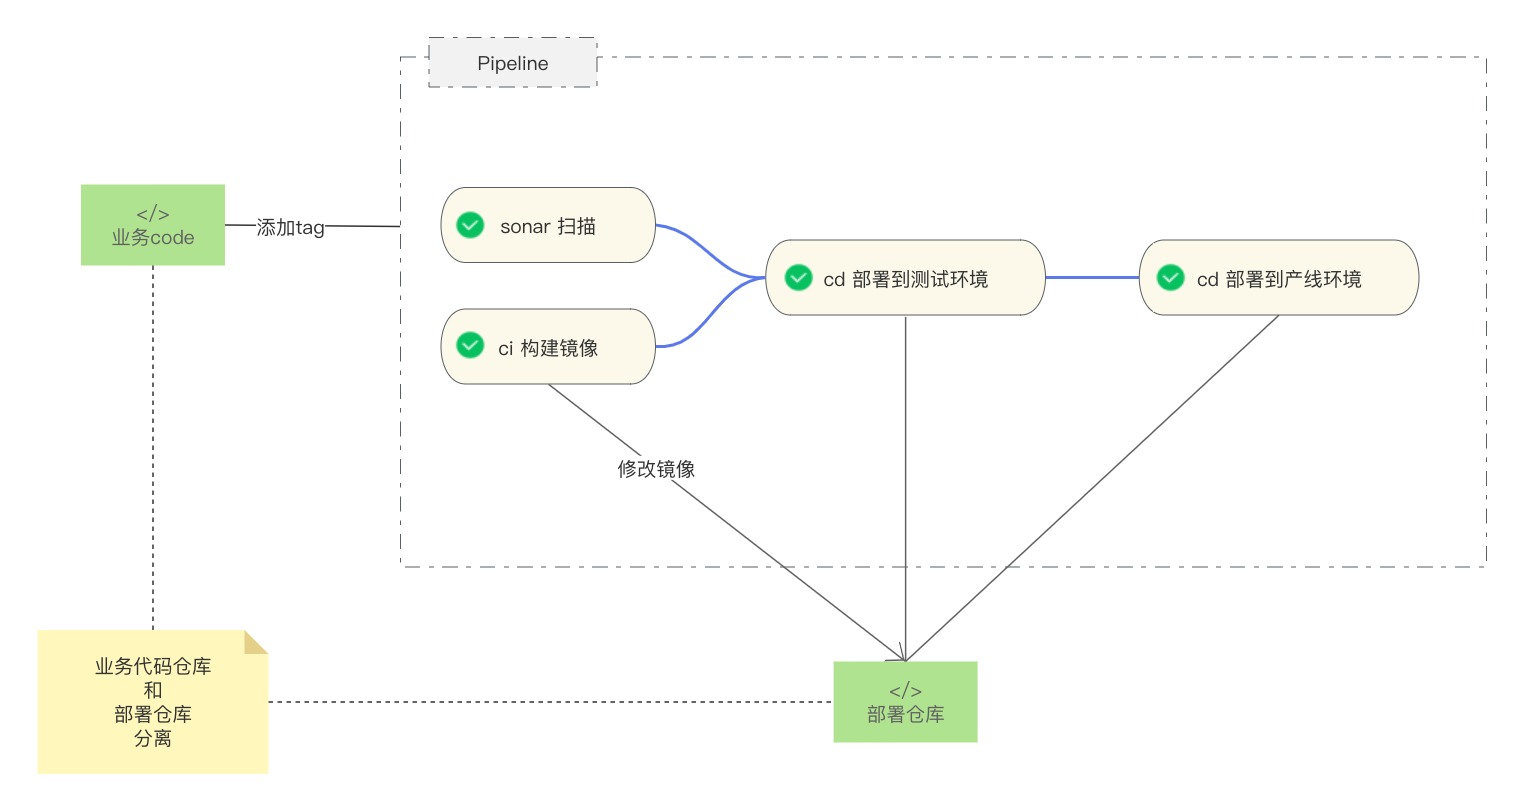 Pipeline
</>
业务code
添加tag
sonar 扫描
ci 构建镜像
cd 部署到测试环境
cd 部署到产线环境
修改镜像
业务代码仓库
和
部署仓库
分离
</>
部署仓库